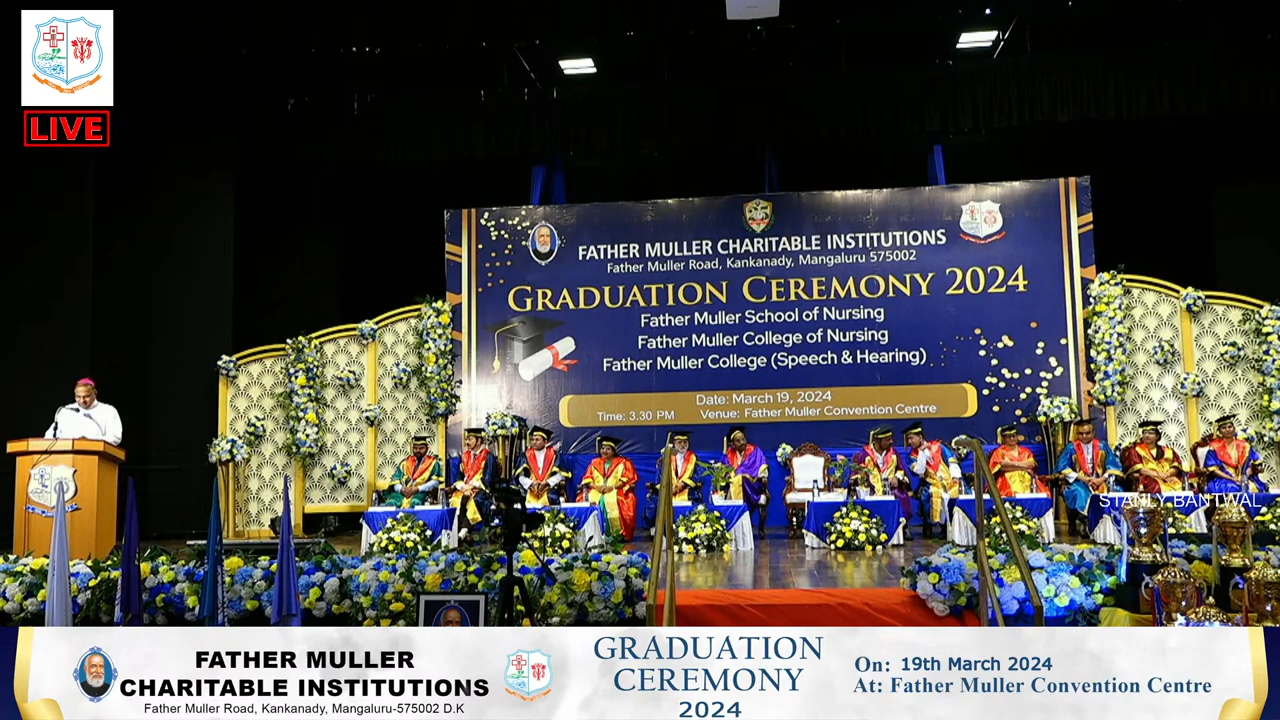 LIVE
FATHER MULLER CHARITABLE INSTITUTIONS
Father Muller Road, Kankanady, Mangaluru 575002
GRADUATION CEREMONY 2024
Father Muller School of Nursing
Father Muller College of Nursing
Father Muller College (Speech & Hearing)
Date: March 19, 2024
Time: 3.30 PM Venue: Father Muller Convention Centre
STANLY BANTWAL
FATHER MULLER
CHARITABLE INSTITUTIONS
Father Muller Road, Kankanady, Mangaluru-575002 D.K
GRADUATION
CEREMONY
2024
On: 19th March 2024
At: Father Muller Convention Centre